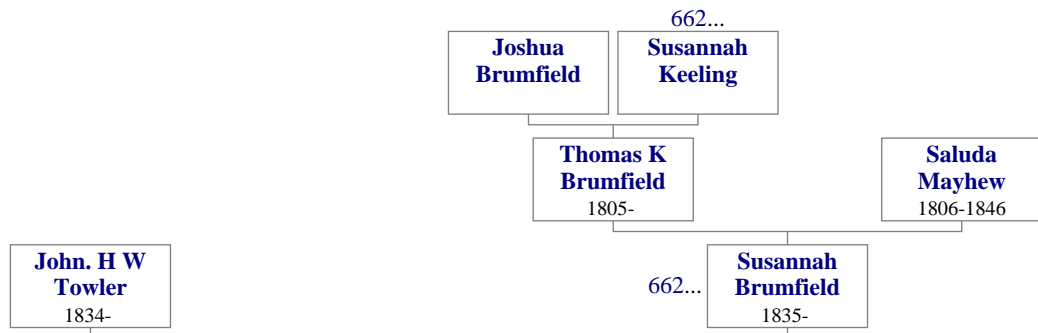 662...
Joshua
Brumfield
Susannah
Keeling
Thomas K
Brumfield
1805-
Saluda
Mayhew
1806-1846
John. H W
Towler
1834-
662...
Susannah
Brumfield
1835-